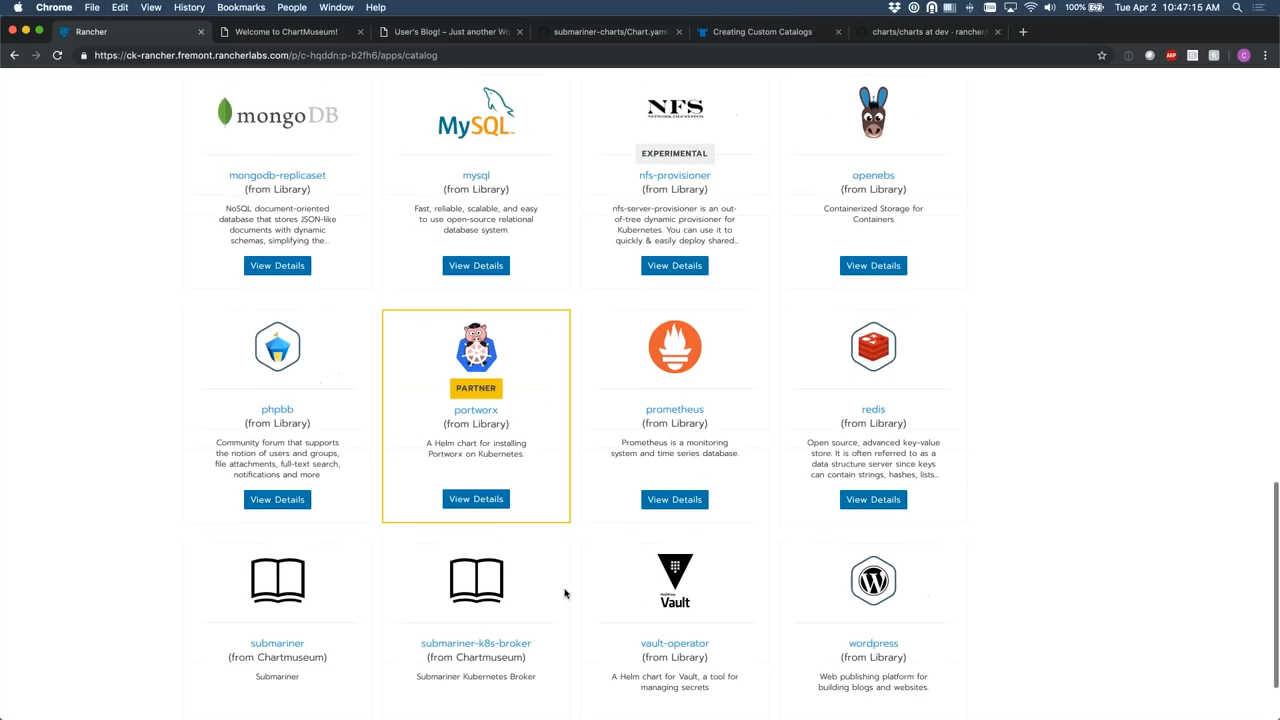 Chrome File Edit View History Bookmarks People Window Help 100% Tue Apr 2 10:47:15 AM
Rancher
Welcome to ChartMuseum!
User's Blog! – Just another Wo
submariner-charts/Chart.yaml
Creating Custom Catalogs
charts/charts at dev · rancher/
https://ck-rancher.fremont.rancherlabs.com/p/c-hqddn:p-b2fh6/apps/catalog
ABP
C
mongoDB
MySQL
NFS
NETWORK FILE SYSTEM
EXPERIMENTAL
mongodb-replicaset
(from Library)
NoSQL document-oriented
database that stores JSON-like
documents with dynamic
schemas, simplifying the...
View Details
mysql
(from Library)
Fast, reliable, scalable, and easy
to use open-source relational
database system.
View Details
nfs-provisioner
(from Library)
nfs-server-provisioner is an out-
of-tree dynamic provisioner for
Kubernetes. You can use it to
quickly & easily deploy shared...
View Details
openebs
(from Library)
Containerized Storage for
Containers
View Details
phpbb
(from Library)
Community forum that supports
the notion of users and groups,
file attachments, full-text search,
notifications and more
View Details
PARTNER
portworx
(from Library)
A Helm chart for installing
Portworx on Kubernetes.
View Details
prometheus
(from Library)
Prometheus is a monitoring
system and time series database.
View Details
redis
(from Library)
Open source, advanced key-value
store. It is often referred to as a
data structure server since keys
can contain strings, hashes, lists...
View Details
submariner
(from Chartmuseum)
Submariner
submariner-k8s-broker
(from Chartmuseum)
Submariner Kubernetes Broker
HashiCorp
Vault
vault-operator
(from Library)
A Helm chart for Vault, a tool for
managing secrets
wordpress
(from Library)
Web publishing platform for
building blogs and websites.